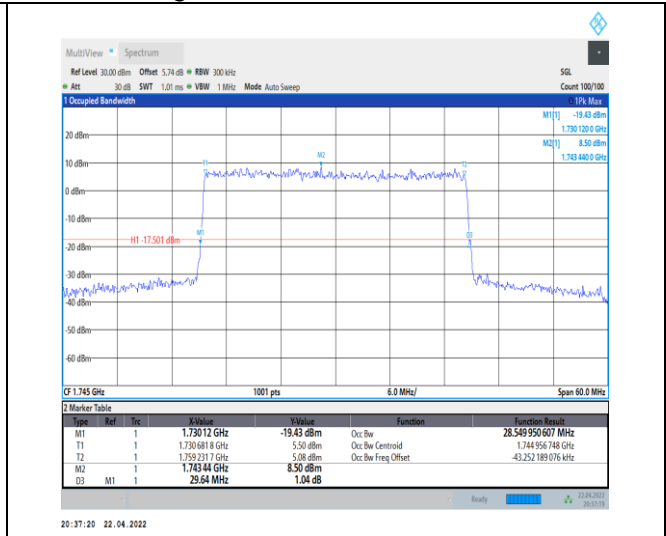 MultiView Spectrum
Ref Level 30.00 dBm Offset 5.74 dB RBW 300 kHz SGL
Att 30 dB SWT 1.01 ms VBW 1 MHz Mode Auto Sweep Count 100/100
1 Occupied Bandwidth 1Pk Max
M1[1] -19.43 dBm
1.730 120 0 GHz
M2[1] 8.50 dBm
1.743 440 0 GHz
20 dBm
10 dBm
T1 M2 T2
0 dBm
-10 dBm
M1 D3
H1 -17.501 dBm
-20 dBm
-30 dBm
-40 dBm
-50 dBm
-60 dBm
CF 1.745 GHz 1001 pts 6.0 MHz/ Span 60.0 MHz
2 Marker Table
Type Ref Trc X-Value Y-Value Function Function Result
M1 1 1.73012 GHz -19.43 dBm Occ Bw 28.549 950 607 MHz
T1 1 1.730 681 8 GHz 5.50 dBm Occ Bw Centroid 1.744 956 748 GHz
T2 1 1.759 231 7 GHz 5.08 dBm Occ Bw Freq Offset -43.252 189 076 kHz
M2 1 1.743 44 GHz 8.50 dBm
D3 M1 1 29.64 MHz 1.04 dB
Ready 22.04.2022
20:37:19
20:37:20 22.04.2022